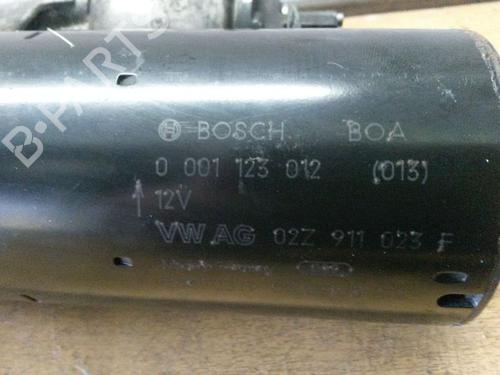 B-PARTS
BOSCH BOA
0 001 123 012 (013)
12V
VW AG 02Z 911 023 F